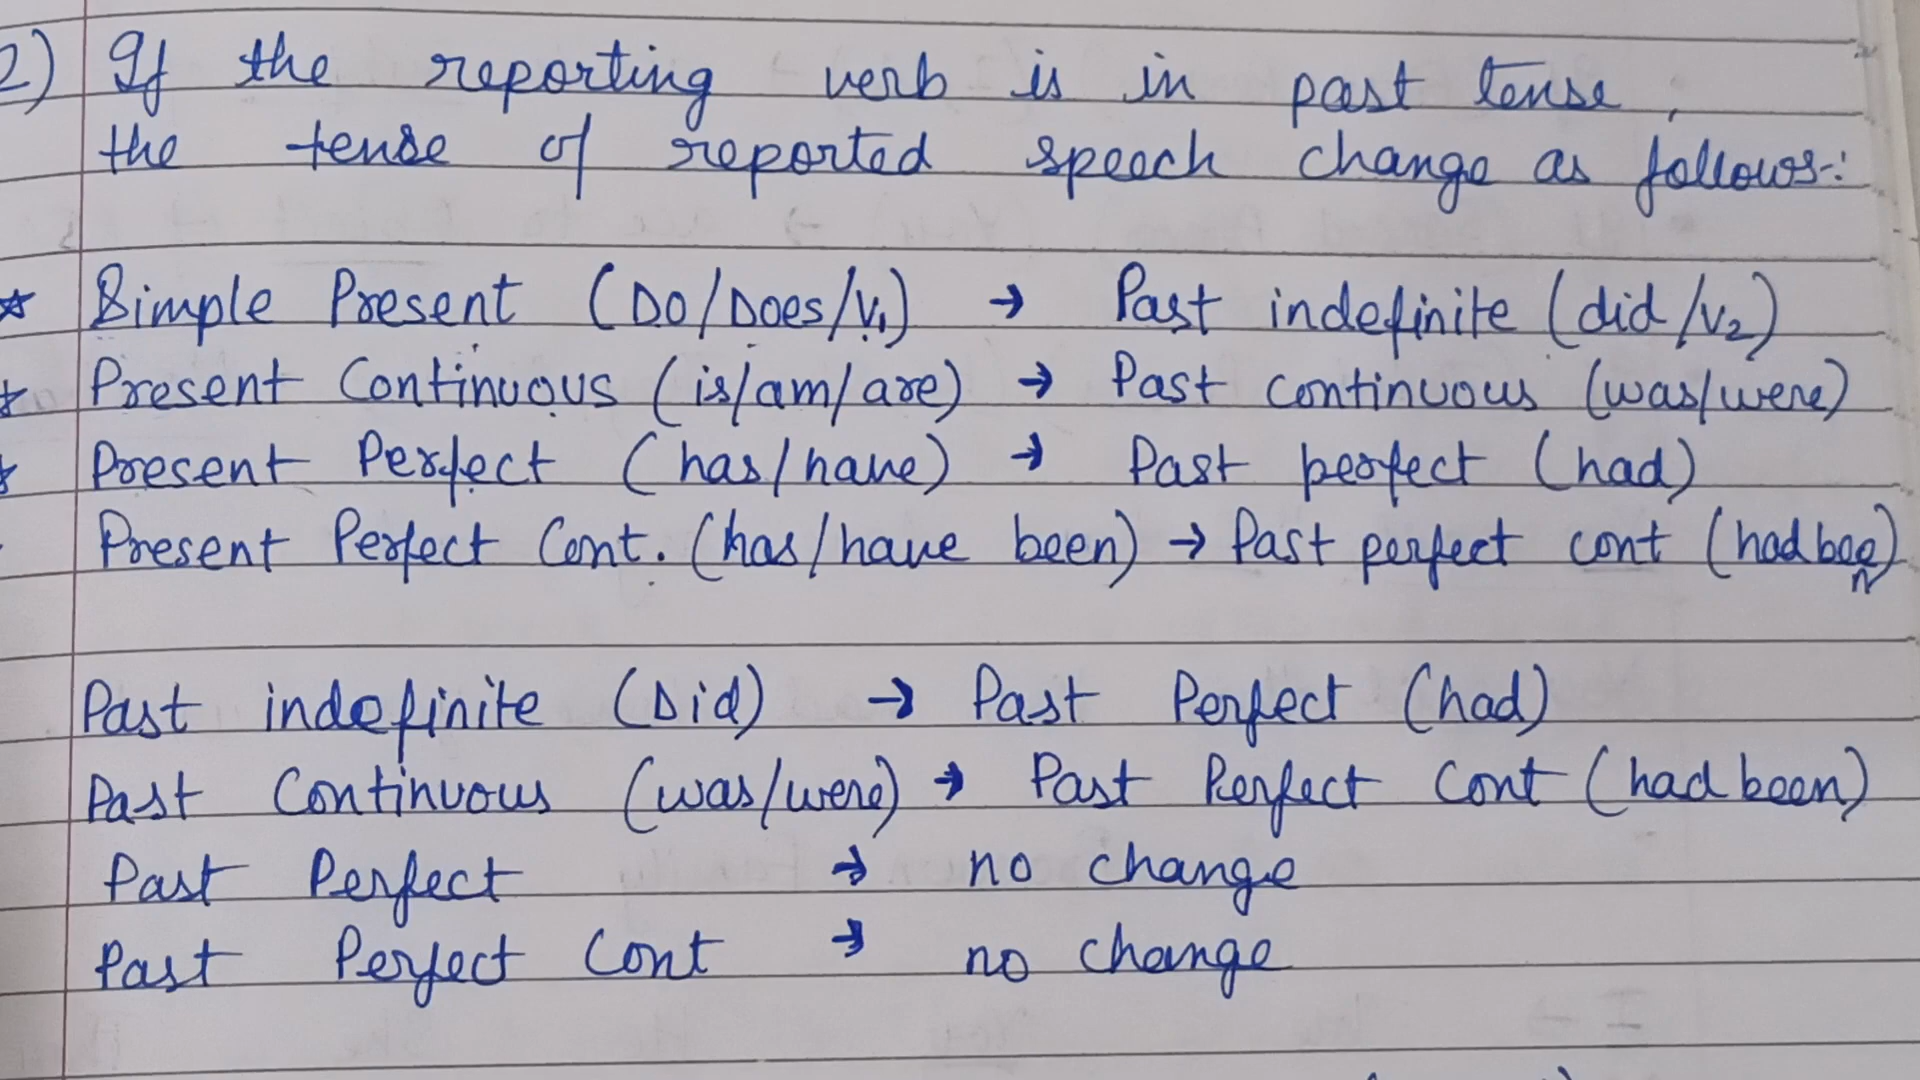 2) If the reporting verb is in past tense,
the tense of reported speech change as follows:
☆ Simple Present (Do/Does/V₁) → Past indefinite (did/V₂)
☆ Present Continuous (is/am/are) → Past continuous (was/were)
☆ Present Perfect (has/have) → Past perfect (had)
Present Perfect Cont. (has/have been) → Past perfect cont (had been)
Past indefinite (Did) → Past Perfect (had)
Past Continuous (was/were) → Past Perfect Cont (had been)
Past Perfect → no change
Past Perfect Cont → no change